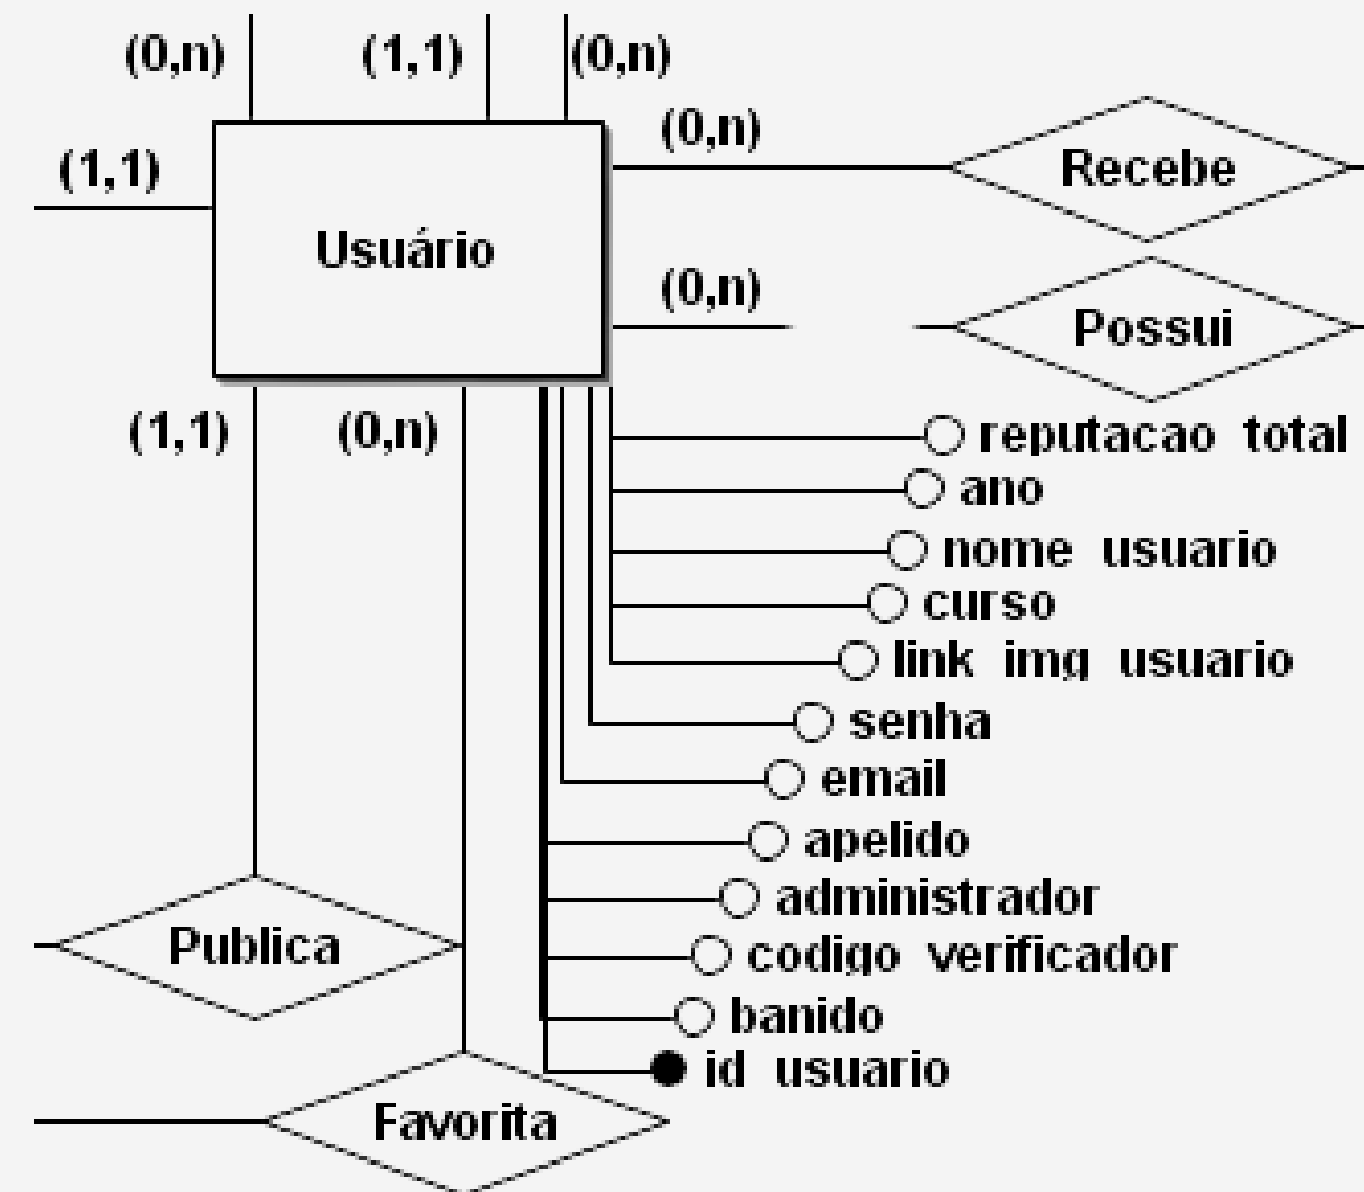 (0,n) (1,1) (0,n)
(0,n)
(1,1)
Recebe
Usuário
(0,n)
Possui
(1,1) (0,n)
reputacao total
ano
nome usuario
curso
link img usuario
senha
email
apelido
administrador
Publica
codigo verificador
banido
id usuario
Favorita